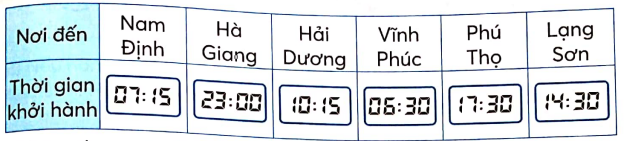 Nơi đến Nam Định Hà Giang Hải Dương Vĩnh Phúc Phú Thọ Lạng Sơn
Thời gian khởi hành 07:15 23:00 10:15 06:30 17:30 14:30